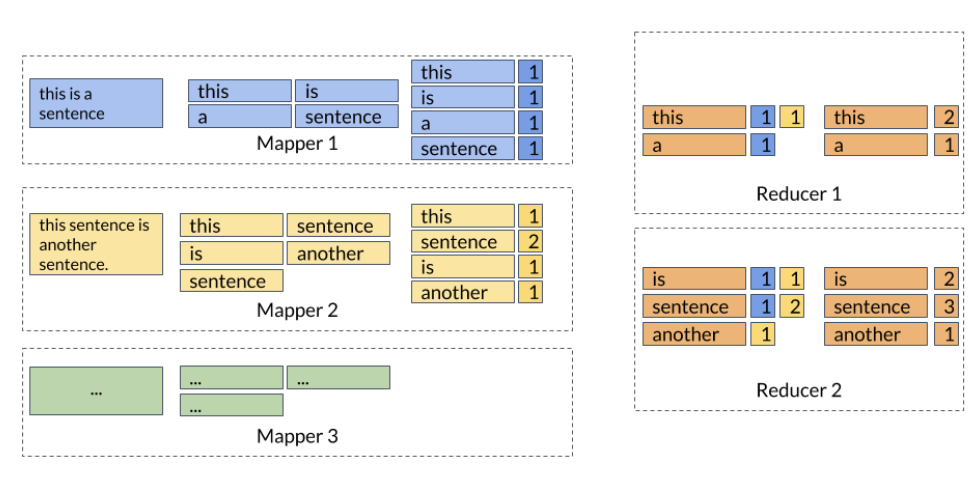 this is a
sentence
this is
a sentence
this 1
is 1
a 1
sentence 1
Mapper 1
this sentence is
another
sentence.
this sentence
is another
sentence
this 1
sentence 2
is 1
another 1
Mapper 2
...
... ...
...
Mapper 3
this 1 1 this 2
a 1 a 1
Reducer 1
is 1 1 is 2
sentence 1 2 sentence 3
another 1 another 1
Reducer 2